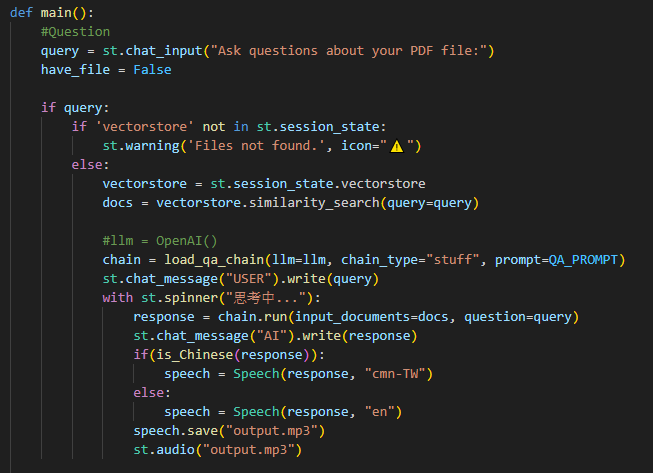 def main():
    #Question
    query = st.chat_input("Ask questions about your PDF file:")
    have_file = False

    if query:
        if 'vectorstore' not in st.session_state:
            st.warning('Files not found.', icon="⚠️")
        else:
            vectorstore = st.session_state.vectorstore
            docs = vectorstore.similarity_search(query=query)

            #llm = OpenAI()
            chain = load_qa_chain(llm=llm, chain_type="stuff", prompt=QA_PROMPT)
            st.chat_message("USER").write(query)
            with st.spinner("思考中..."):
                response = chain.run(input_documents=docs, question=query)
                st.chat_message("AI").write(response)
                if(is_Chinese(response)):
                    speech = Speech(response, "cmn-TW")
                else:
                    speech = Speech(response, "en")
                speech.save("output.mp3")
                st.audio("output.mp3")